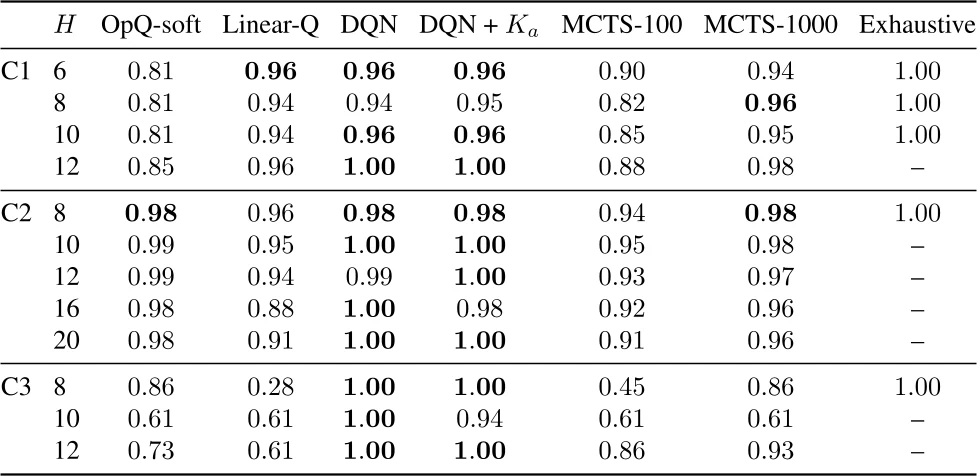 H OpQ-soft Linear-Q DQN DQN + Kₐ MCTS-100 MCTS-1000 Exhaustive
C1 6 0.81 0.96 0.96 0.96 0.90 0.94 1.00
8 0.81 0.94 0.94 0.95 0.82 0.96 1.00
10 0.81 0.94 0.96 0.96 0.85 0.95 1.00
12 0.85 0.96 1.00 1.00 0.88 0.98 –
C2 8 0.98 0.96 0.98 0.98 0.94 0.98 1.00
10 0.99 0.95 1.00 1.00 0.95 0.98 –
12 0.99 0.94 0.99 1.00 0.93 0.97 –
16 0.98 0.88 1.00 0.98 0.92 0.96 –
20 0.98 0.91 1.00 1.00 0.91 0.96 –
C3 8 0.86 0.28 1.00 1.00 0.45 0.86 1.00
10 0.61 0.61 1.00 0.94 0.61 0.61 –
12 0.73 0.61 1.00 1.00 0.86 0.93 –